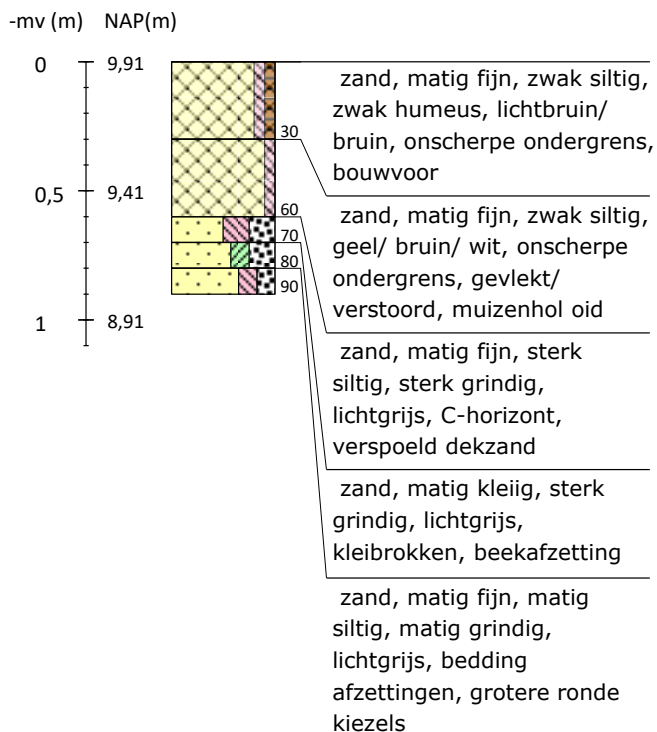 -mv (m) NAP(m)
0 9,91
30
0,5 9,41
60
70
80
90
1 8,91
zand, matig fijn, zwak siltig,
zwak humeus, lichtbruin/
bruin, onscherpe ondergrens,
bouwvoor
zand, matig fijn, zwak siltig,
geel/ bruin/ wit, onscherpe
ondergrens, gevlekt/
verstoord, muizenhol oid
zand, matig fijn, sterk
siltig, sterk grindig,
lichtgrijs, C-horizont,
verspoeld dekzand
zand, matig kleiig, sterk
grindig, lichtgrijs,
kleibrokken, beekafzetting
zand, matig fijn, matig
siltig, matig grindig,
lichtgrijs, bedding
afzettingen, grotere ronde
kiezels